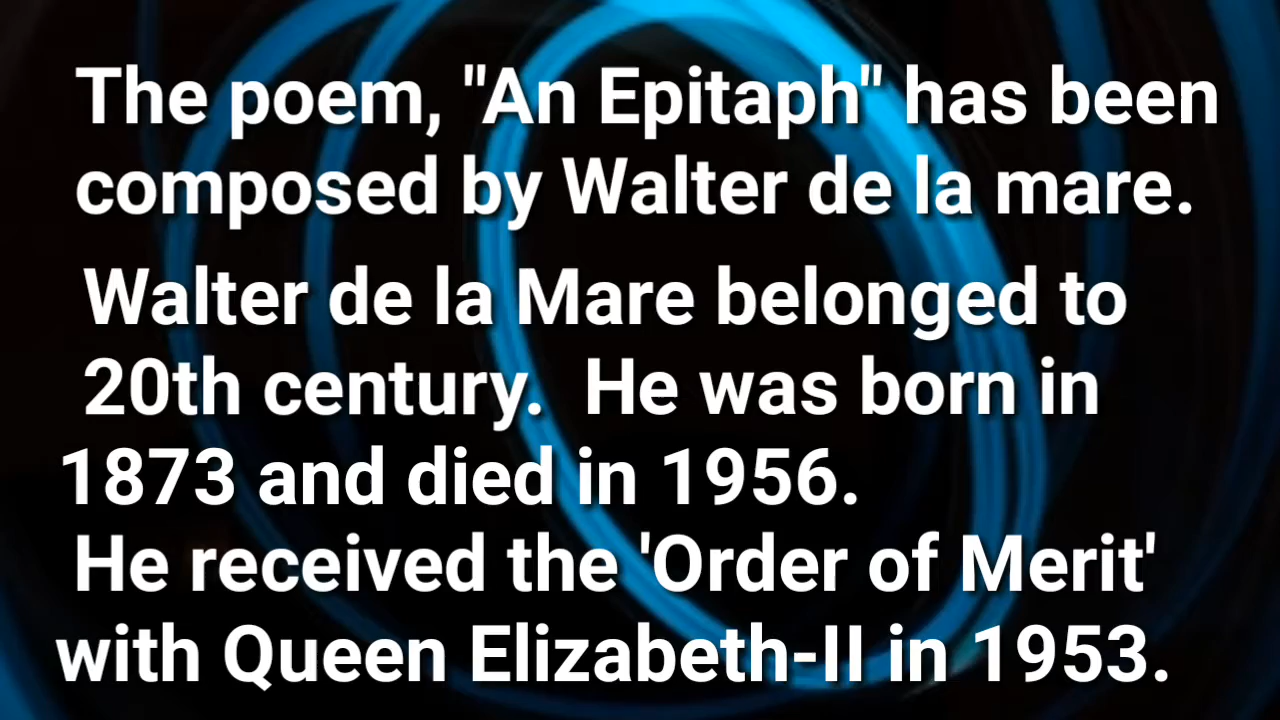 The poem, "An Epitaph" has been
composed by Walter de la mare.
Walter de la Mare belonged to
20th century.  He was born in
1873 and died in 1956.
He received the 'Order of Merit'
with Queen Elizabeth-II in 1953.